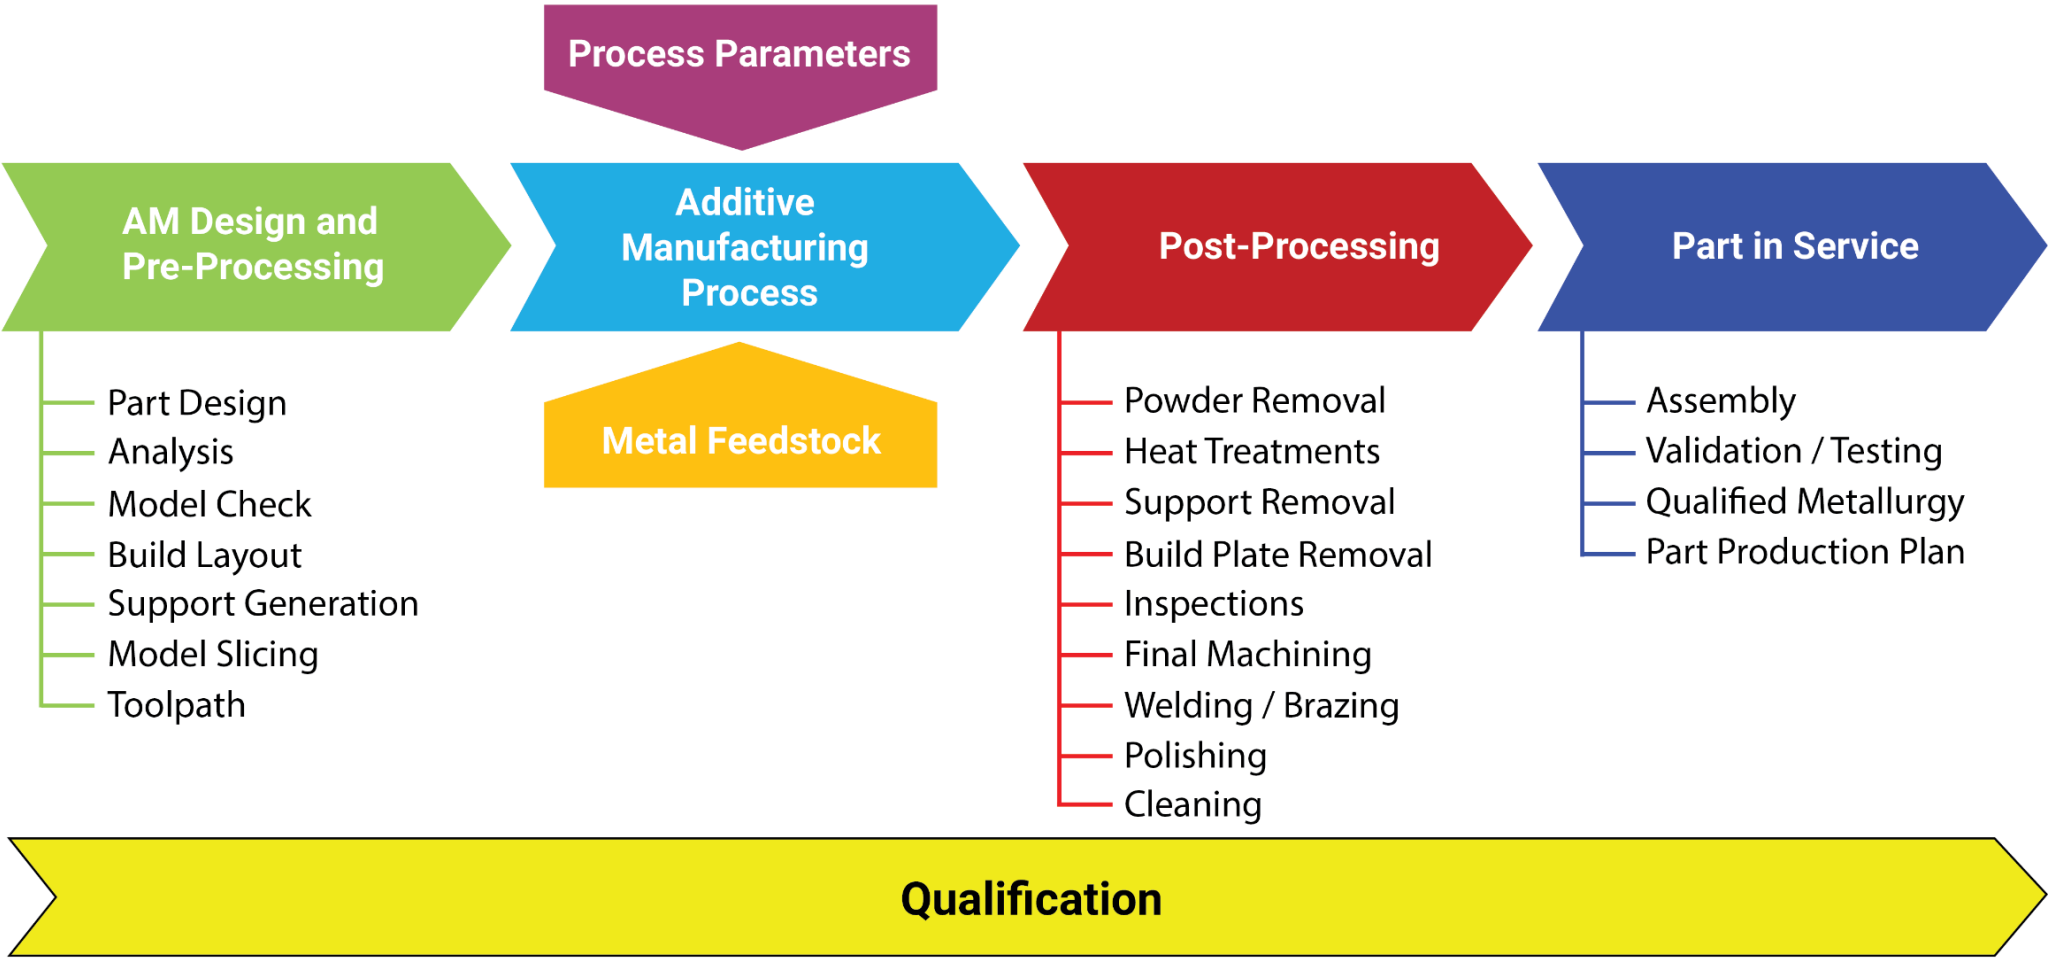 Process Parameters
AM Design and
Pre-Processing
Additive
Manufacturing
Process
Post-Processing
Part in Service
Metal Feedstock
Part Design
Analysis
Model Check
Build Layout
Support Generation
Model Slicing
Toolpath
Powder Removal
Heat Treatments
Support Removal
Build Plate Removal
Inspections
Final Machining
Welding / Brazing
Polishing
Cleaning
Assembly
Validation / Testing
Qualified Metallurgy
Part Production Plan
Qualification